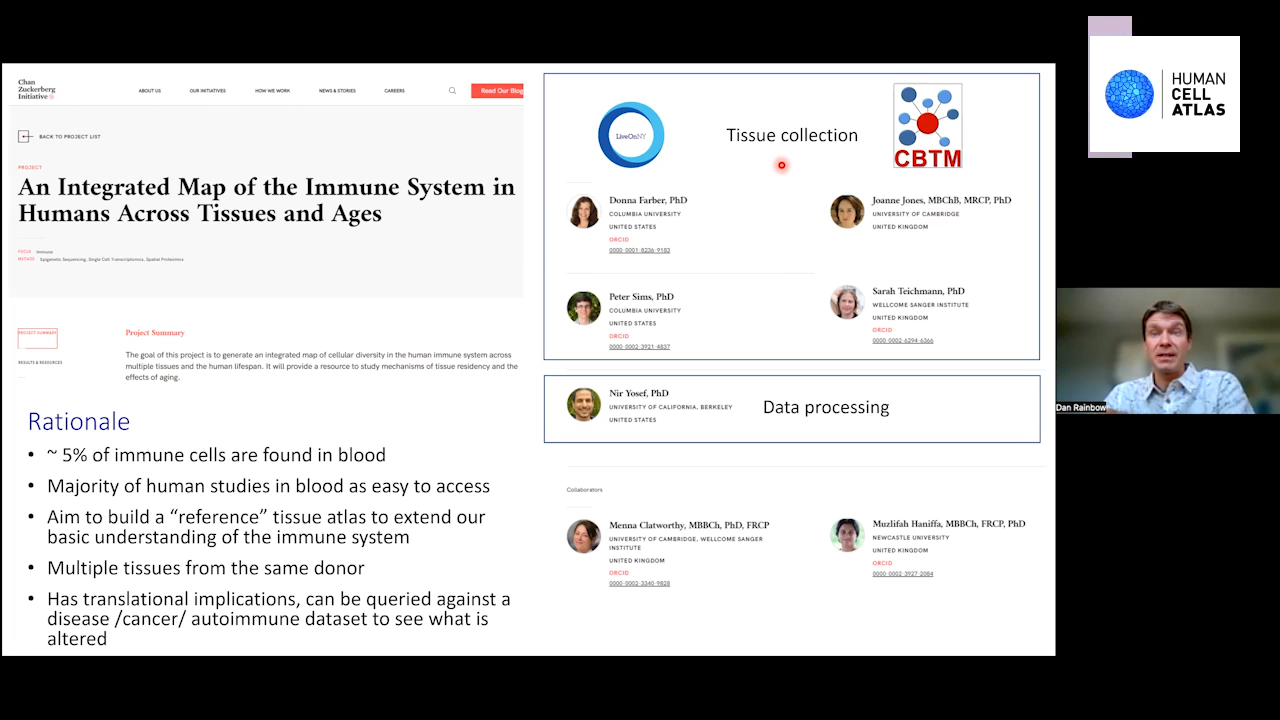 Chan
Zuckerberg
Initiative
ABOUT US
OUR INITIATIVES
HOW WE WORK
NEWS & STORIES
CAREERS
Read Our Blog
BACK TO PROJECT LIST
PROJECT
An Integrated Map of the Immune System in
Humans Across Tissues and Ages
FOCUS Immune
Epigenetic Sequencing, Single Cell Transcriptomics, Spatial Proteomics
PROJECT SUMMARY
RESULTS & RESOURCES
Project Summary
The goal of this project is to generate an integrated map of cellular diversity in the human immune system across
multiple tissues and the human lifespan. It will provide a resource to study mechanisms of tissue residency and the
effects of aging.
Rationale
• ~ 5% of immune cells are found in blood
• Majority of human studies in blood as easy to access
• Aim to build a “reference” tissue atlas to extend our
basic understanding of the immune system
• Multiple tissues from the same donor
• Has translational implications, can be queried against a
disease /cancer/ autoimmune dataset to see what is
altered
LiveOnNY
Tissue collection
CBTM
Donna Farber, PhD
COLUMBIA UNIVERSITY
UNITED STATES
ORCID
0000-0001-8236-9183
Joanne Jones, MBChB, MRCP, PhD
UNIVERSITY OF CAMBRIDGE
UNITED KINGDOM
Peter Sims, PhD
COLUMBIA UNIVERSITY
UNITED STATES
ORCID
0000-0002-3921-4837
Sarah Teichmann, PhD
WELLCOME SANGER INSTITUTE
UNITED KINGDOM
ORCID
0000-0002-6294-6366
Nir Yosef, PhD
UNIVERSITY OF CALIFORNIA, BERKELEY
UNITED STATES
Data processing
Collaborators
Menna Clatworthy, MBBCh, PhD, FRCP
UNIVERSITY OF CAMBRIDGE, WELLCOME SANGER
INSTITUTE
UNITED KINGDOM
ORCID
0000-0002-3340-9828
Muzlifah Haniffa, MBBCh, FRCP, PhD
NEWCASTLE UNIVERSITY
UNITED KINGDOM
ORCID
0000-0002-3927-2084
HUMAN
CELL
ATLAS
Dan Rainbow